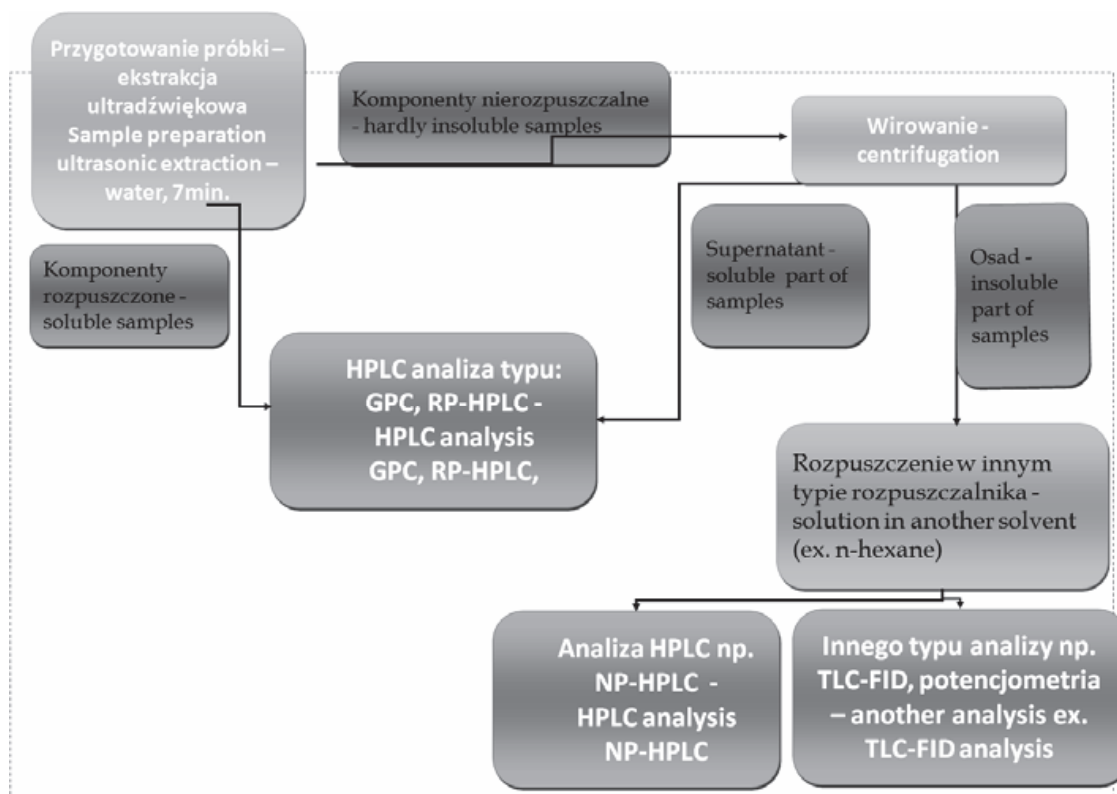 Przygotowanie próbki –
ekstrakcja
ultradźwiękowa
Sample preparation
ultrasonic extraction –
water, 7min.
Komponenty nierozpuszczalne
- hardly insoluble samples
Wirowanie -
centrifugation
Komponenty
rozpuszczone -
soluble samples
Supernatant -
soluble part of
samples
Osad -
insoluble
part of
samples
HPLC analiza typu:
GPC, RP-HPLC -
HPLC analysis
GPC, RP-HPLC,
Rozpuszczenie w innym
typie rozpuszczalnika -
solution in another solvent
(ex. n-hexane)
Analiza HPLC np.
NP-HPLC -
HPLC analysis
NP-HPLC
Innego typu analizy np.
TLC-FID, potencjometria
– another analysis ex.
TLC-FID analysis